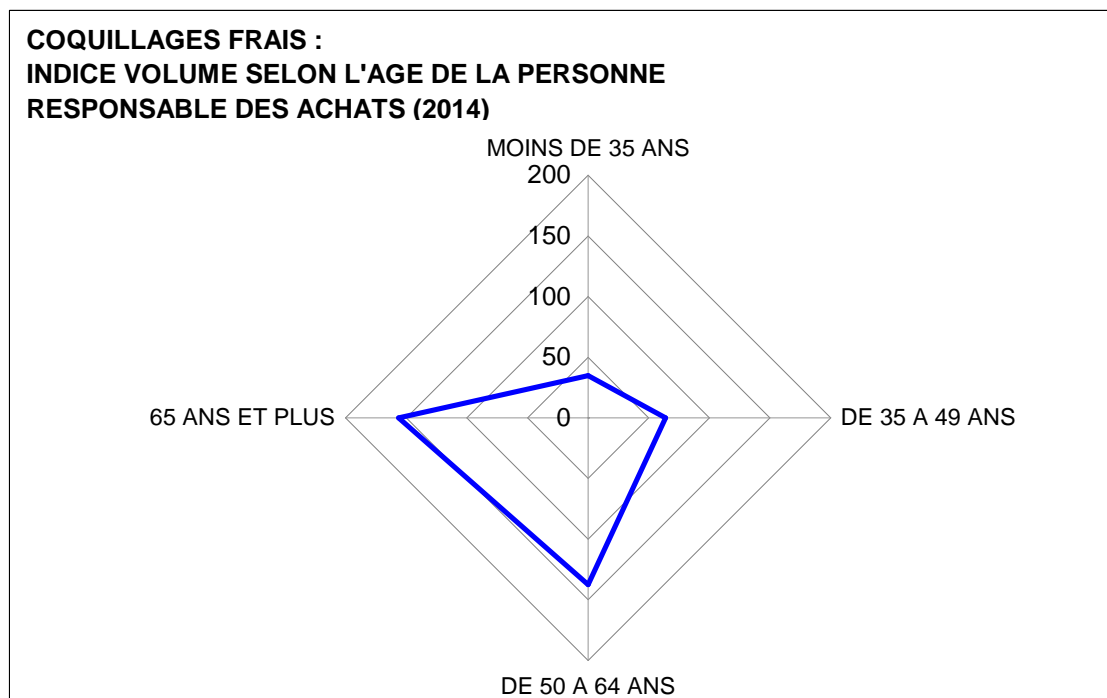 COQUILLAGES FRAIS :
INDICE VOLUME SELON L'AGE DE LA PERSONNE
RESPONSABLE DES ACHATS (2014)
MOINS DE 35 ANS
200
150
100
50
0
65 ANS ET PLUS
DE 35 A 49 ANS
DE 50 A 64 ANS